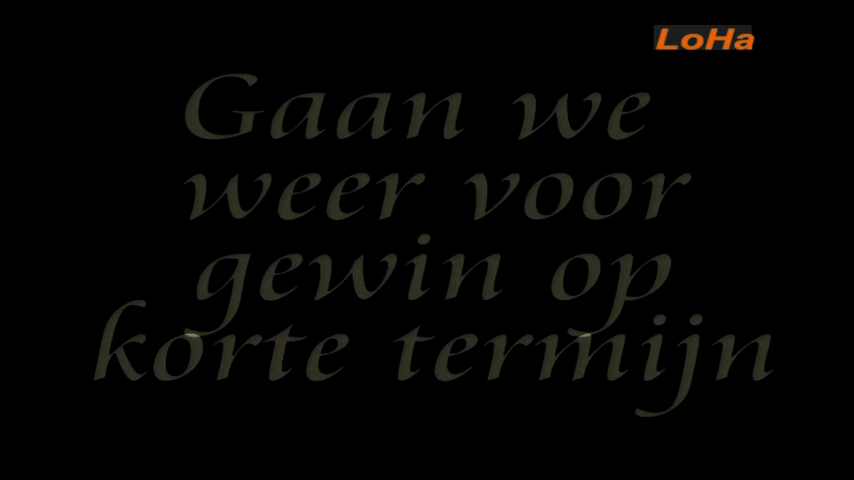 LoHa
Gaan we
weer voor
gewin op
korte termijn